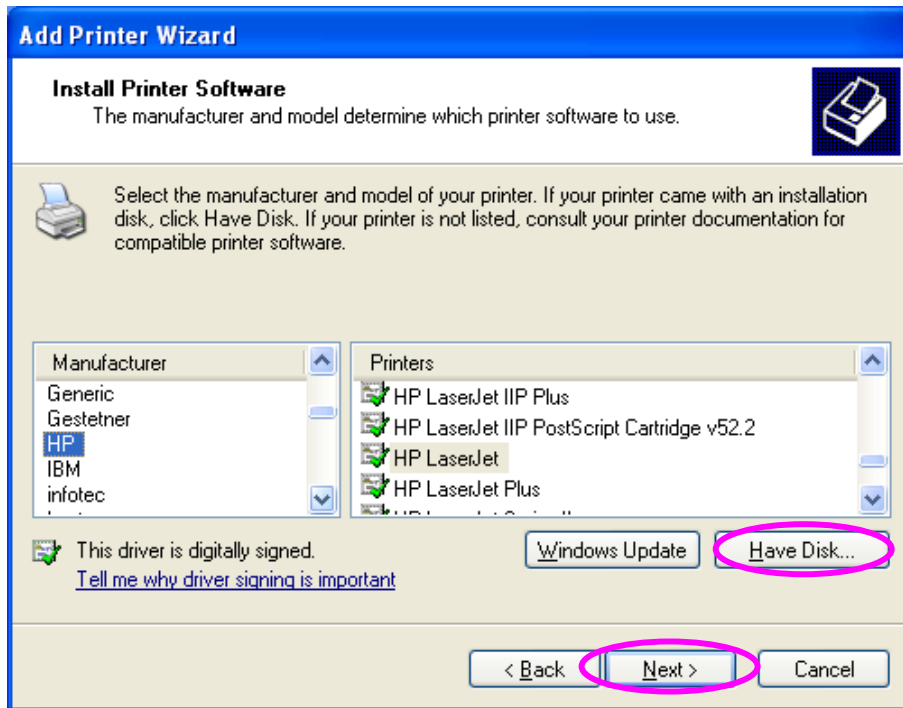 Add Printer Wizard
Install Printer Software
The manufacturer and model determine which printer software to use.
Select the manufacturer and model of your printer. If your printer came with an installation
disk, click Have Disk. If your printer is not listed, consult your printer documentation for
compatible printer software.
Manufacturer
Generic
Gestetner
HP
IBM
infotec
Printers
HP LaserJet IIP Plus
HP LaserJet IIP PostScript Cartridge v52.2
HP LaserJet
HP LaserJet Plus
This driver is digitally signed.
Tell me why driver signing is important
Windows Update
Have Disk...
< Back
Next >
Cancel